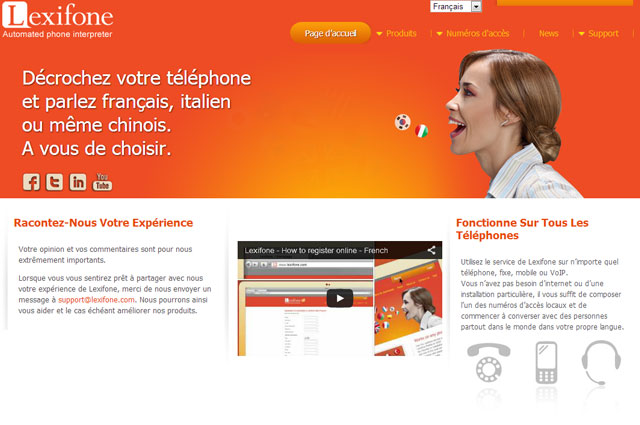 Français
Lexifone
Automated phone interpreter
Page d'accueil
Produits
Numéros d'accès
News
Support
Décrochez votre téléphone
et parlez français, italien
ou même chinois.
A vous de choisir.
You Tube
Racontez-Nous Votre Expérience
Votre opinion et vos commentaires sont pour nous
extrêmement importants.
Lorsque vous vous sentirez prêt à partager avec nous
votre expérience de Lexifone, merci de nous envoyer un
message à support@lexifone.com. Nous pourrons ainsi
vous aider et le cas échéant améliorer nos produits.
Lexifone - How to register online - French
www.lexifone.com
Fonctionne Sur Tous Les
Téléphones
Utilisez le service de Lexifone sur n'importe quel
téléphone, fixe, mobile ou VoIP.
Vous n'avez pas besoin d'internet ou d'une
installation particulière, il vous suffit de composer
l'un des numéros d'accès locaux et de
commencer à converser avec des personnes
partout dans le monde dans votre propre langue.